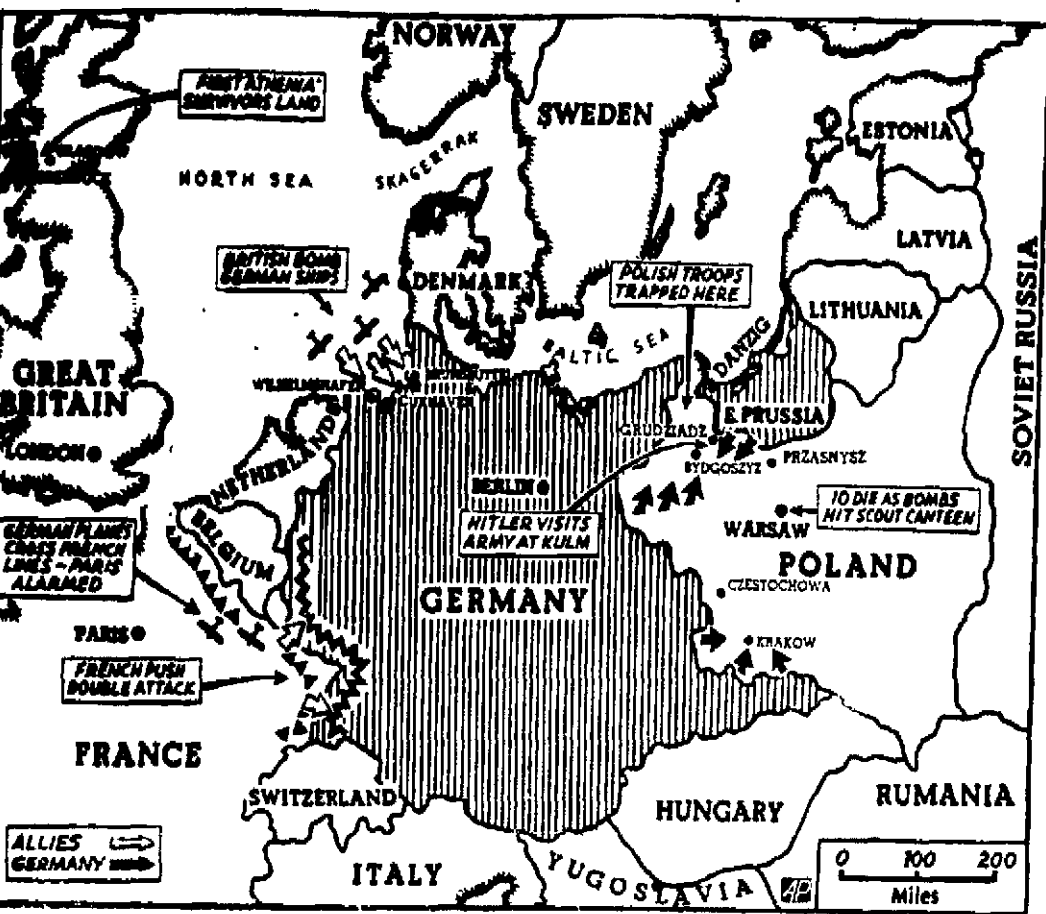 NORWAY
FIRST ATHENIA
SURVIVORS LAND
SWEDEN
ESTONIA
NORTH SEA
SKAGERRAK
LATVIA
BRITISH BOMB
GERMAN SHIPS
DENMARK
POLISH TROOPS
TRAPPED HERE
LITHUANIA
SOVIET RUSSIA
BALTIC SEA
DANZIG
GREAT
BRITAIN
WILHELMSHAFEN
CUXHAVEN
E. PRUSSIA
GRUDZIADZ
LONDON
NETHERLAND
BYDGOSZYZ
PRZASNYSZ
BERLIN
10 DIE AS BOMBS
HIT SCOUT CANTEEN
WARSAW
HITLER VISITS
ARMY AT KULM
GERMAN PLANES
CROSS FRENCH
LINES - PARIS
ALARMED
BELGIUM
POLAND
CZESTOCHOWA
GERMANY
PARIS
KRAKOW
FRENCH PUSH
DOUBLE ATTACK
FRANCE
SWITZERLAND
HUNGARY
RUMANIA
ALLIES
GERMANY
ITALY
YUGOSLAVIA
AP
0 100 200
Miles